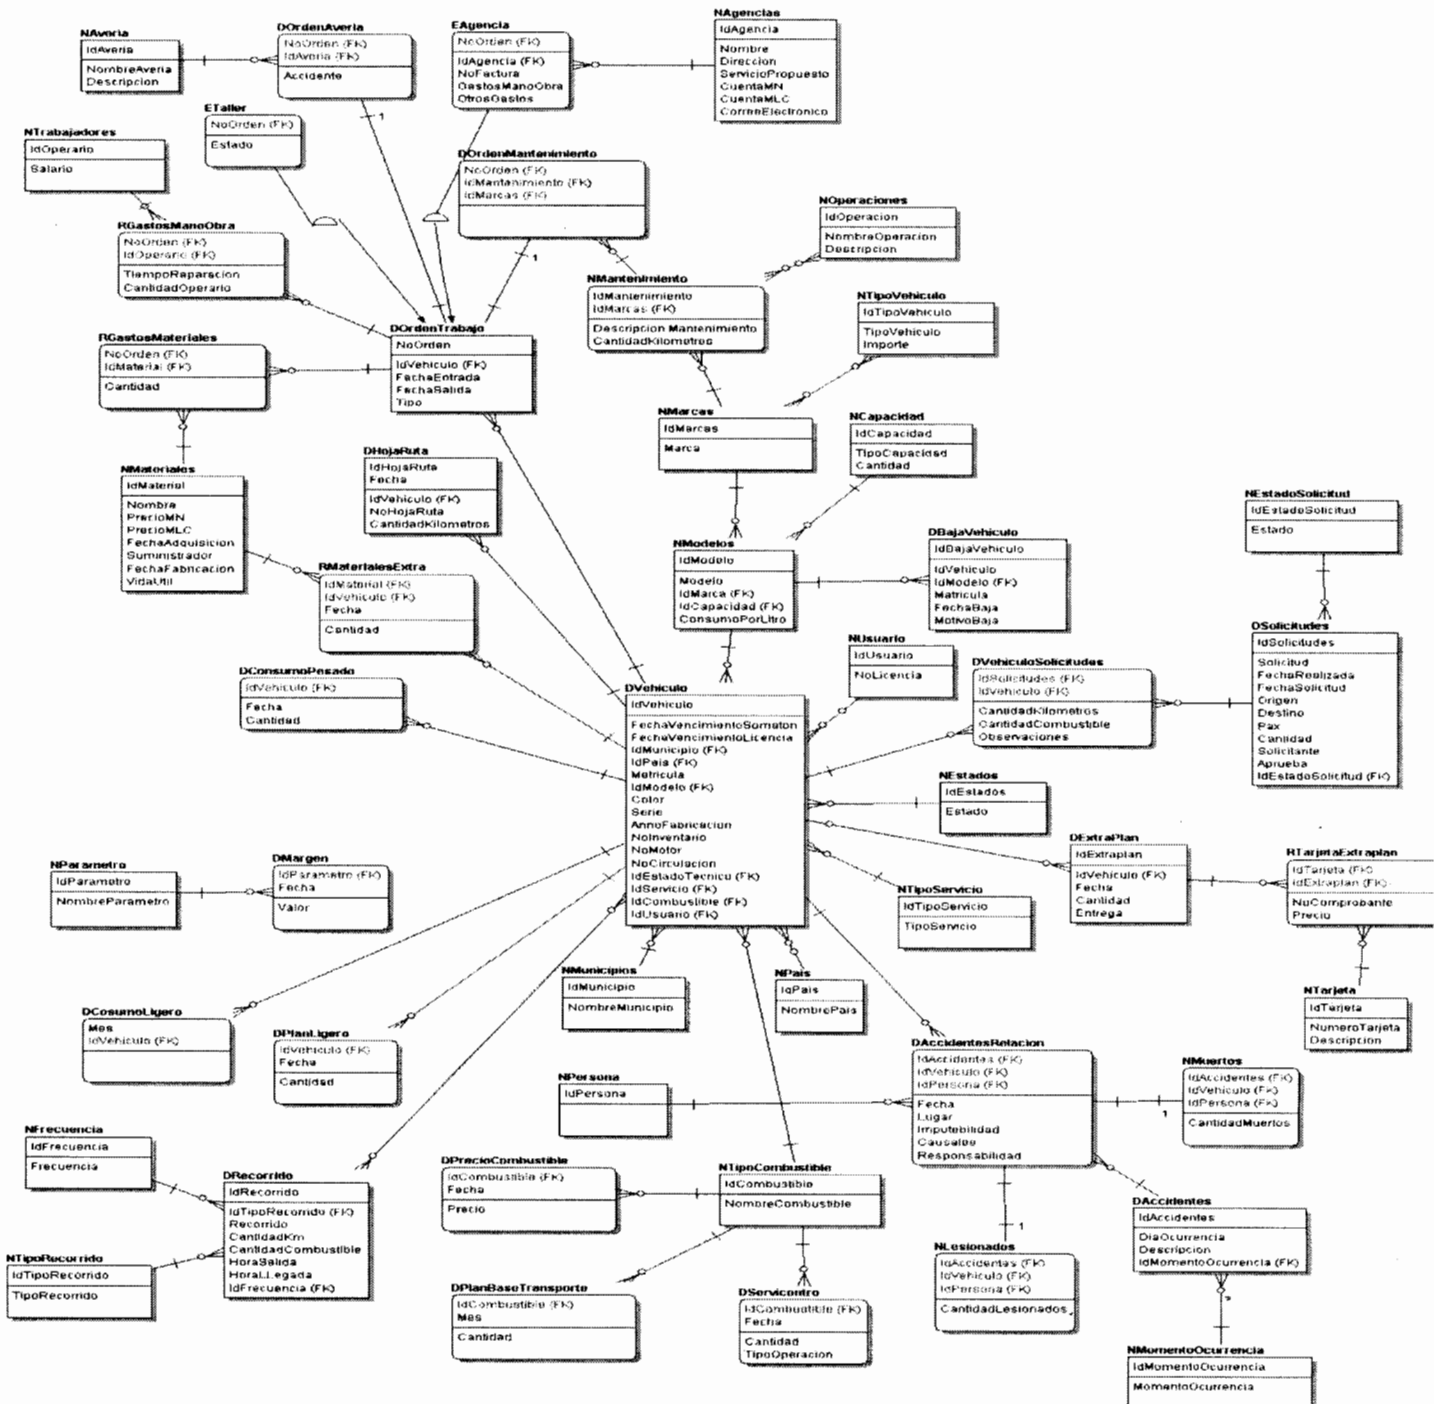 NAveria
IdAveria
NombreAveria
Descripcion
DOrdenAveria
NoOrden (FK)
IdAveria (FK)
Accidente
EAgencia
NoOrden (FK)
IdAgencia (FK)
NoFactura
GastosManoObra
OtrosGastos
NAgencias
IdAgencia
Nombre
Direccion
ServicioPropuesto
CuentaMN
CuentaMLC
CorreoElectronico
ETaller
NoOrden (FK)
Estado
1
NTrabajadores
IdOperario
Salario
DOrdenMantenimiento
NoOrden (FK)
IdMantenimiento (FK)
IdMarcas (FK)
1
NOperaciones
IdOperacion
NombreOperacion
Descripcion
RGastosManoObra
NoOrden (FK)
IdOperario (FK)
TiempoReparacion
CantidadOperario
NMantenimiento
IdMantenimiento
IdMarcas (FK)
Descripcion Mantenimiento
CantidadKilometros
NTipoVehiculo
IdTipoVehiculo
TipoVehiculo
Importe
DOrdenTrabajo
NoOrden
IdVehiculo (FK)
FechaEntrada
FechaSalida
Tipo
RGastosMateriales
NoOrden (FK)
IdMaterial (FK)
Cantidad
NMarcas
IdMarcas
Marca
NCapacidad
IdCapacidad
TipoCapacidad
Cantidad
DHojaRuta
IdHojaRuta
Fecha
IdVehiculo (FK)
NoHojaRuta
CantidadKilometros
NMateriales
IdMaterial
Nombre
PrecioMN
PrecioMLC
FechaAdquisicion
Suministrador
FechaFabricacion
VidaUtil
NEstadoSolicitud
IdEstadoSolicitud
Estado
NModelos
IdModelo
Modelo
IdMarca (FK)
IdCapacidad (FK)
ConsumoPorLitro
DBajaVehiculo
IdBajaVehiculo
IdVehiculo
IdModelo (FK)
Matricula
FechaBaja
MotivoBaja
RMaterialesExtra
IdMaterial (FK)
IdVehiculo (FK)
Fecha
Cantidad
DSolicitudes
IdSolicitudes
Solicitud
FechaRealizada
FechaSolicitud
Origen
Destino
Pax
Cantidad
Solicitante
Aprueba
IdEstadoSolicitud (FK)
NUsuario
IdUsuario
NoLicencia
DVehiculoSolicitudes
IdSolicitudes (FK)
IdVehiculo (FK)
CantidadKilometros
CantidadCombustible
Observaciones
DConsumoPesado
IdVehiculo (FK)
Fecha
Cantidad
DVehiculo
IdVehiculo
FechaVencimientoSomaton
FechaVencimientoLicencia
IdMunicipio (FK)
IdPais (FK)
Matricula
IdModelo (FK)
Color
Serie
AnnoFabricacion
NoInventario
NoMotor
NoCirculacion
IdEstadoTecnico (FK)
IdServicio (FK)
IdCombustible (FK)
IdUsuario (FK)
NEstados
IdEstados
Estado
DExtraPlan
IdExtraplan
IdVehiculo (FK)
Fecha
Cantidad
Entrega
RTarjetaExtraplan
IdTarjeta (FK)
IdExtraplan (FK)
NuComprobante
Precio
NParametro
IdParametro
NombreParametro
DMargen
IdParametro (FK)
Fecha
Valor
NTipoServicio
IdTipoServicio
TipoServicio
NMunicipios
IdMunicipio
NombreMunicipio
NPais
IdPais
NombrePais
NTarjeta
IdTarjeta
NumeroTarjeta
Descripcion
DCosumoLigero
Mes
IdVehiculo (FK)
DPlanLigero
IdVehiculo (FK)
Fecha
Cantidad
DAccidentesRelacion
IdAccidentes (FK)
IdVehiculo (FK)
IdPersona (FK)
Fecha
Lugar
Imputebilidad
Causales
Responsabilidad
NMuertos
IdAccidentes (FK)
IdVehiculo (FK)
IdPersona (FK)
CantidadMuertos
1
NPersona
IdPersona
NFrecuencia
IdFrecuencia
Frecuencia
DRecorrido
IdRecorrido
IdTipoRecorrido (FK)
Recorrido
CantidadKm
CantidadCombustible
HoraSalida
HoraLLegada
IdFrecuencia (FK)
DPrecioCombustible
IdCombustible (FK)
Fecha
Precio
NTipoCombustible
IdCombustible
NombreCombustible
DAccidentes
IdAccidentes
DiaOcurrencia
Descripcion
IdMomentoOcurrencia (FK)
1
NTipoRecorrido
IdTipoRecorrido
TipoRecorrido
NLesionados
IdAccidentes (FK)
IdVehiculo (FK)
IdPersona (FK)
CantidadLesionados
DPlanBaseTransporte
IdCombustible (FK)
Mes
Cantidad
DServicentro
IdCombustible (FK)
Fecha
Cantidad
TipoOperacion
NMomentoOcurrencia
IdMomentoOcurrencia
MomentoOcurrencia